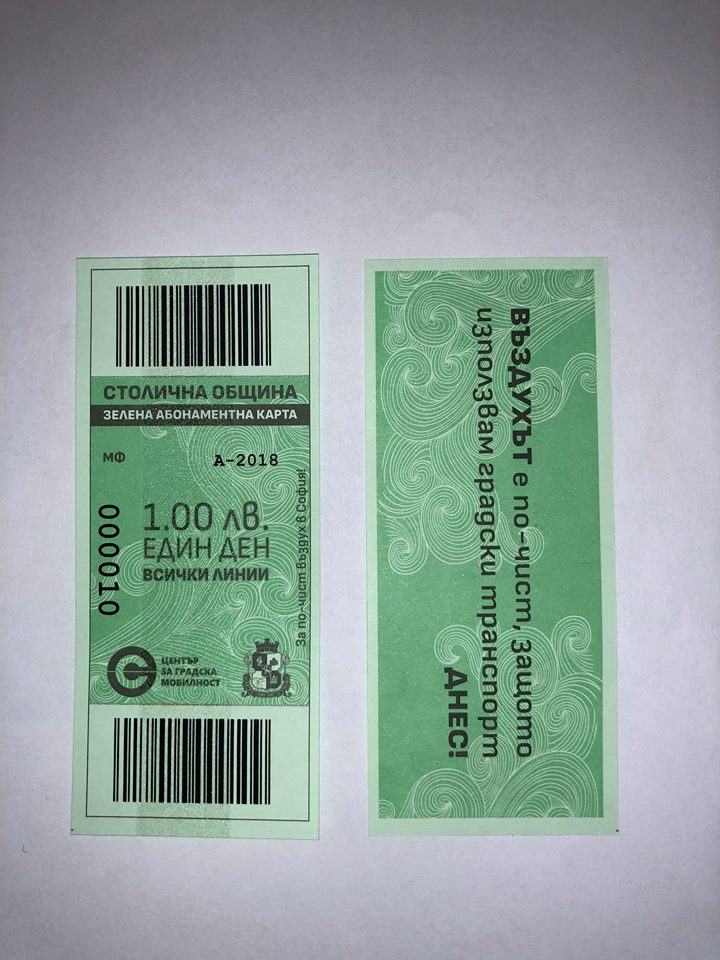 СТОЛИЧНА ОБЩИНА
ЗЕЛЕНА АБОНАМЕНТНА КАРТА
МФ
А-2018
000010
1.00 лв.
ЕДИН ДЕН
ВСИЧКИ ЛИНИИ
За по-чист въздух в София!
ЦЕНТЪР
ЗА ГРАДСКА
МОБИЛНОСТ
ВЪЗДУХЪТ е по-чист, защото
използвам градски транспорт
ДНЕС!